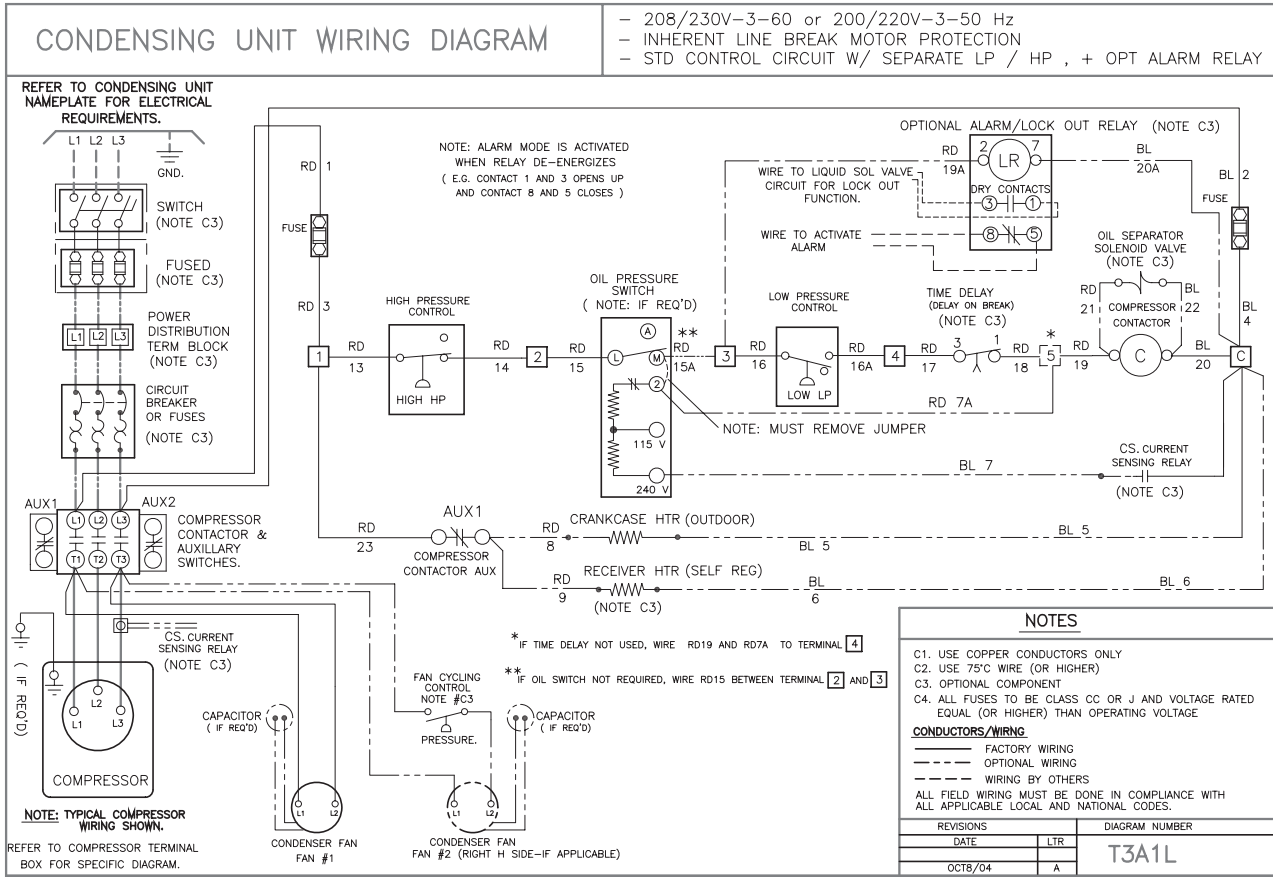 CONDENSING UNIT WIRING DIAGRAM
– 208/230V–3–60 or 200/220V–3–50 Hz
– INHERENT LINE BREAK MOTOR PROTECTION
– STD CONTROL CIRCUIT W/ SEPARATE LP / HP , + OPT ALARM RELAY
REFER TO CONDENSING UNIT
NAMEPLATE FOR ELECTRICAL
REQUIREMENTS.
L1 L2 L3
GND.
SWITCH
(NOTE C3)
FUSED
(NOTE C3)
POWER
DISTRIBUTION
TERM BLOCK
(NOTE C3)
L1 L2 L3
CIRCUIT
BREAKER
OR FUSES
(NOTE C3)
AUX1
AUX2
L1 L2 L3
T1 T2 T3
COMPRESSOR
CONTACTOR &
AUXILLARY
SWITCHES.
CS. CURRENT
SENSING RELAY
(NOTE C3)
( IF REQ'D)
L1
L2
L3
COMPRESSOR
NOTE: TYPICAL COMPRESSOR
WIRING SHOWN.
REFER TO COMPRESSOR TERMINAL
BOX FOR SPECIFIC DIAGRAM.
RD 1
FUSE
RD 3
NOTE: ALARM MODE IS ACTIVATED
WHEN RELAY DE–ENERGIZES
( E.G. CONTACT 1 AND 3 OPENS UP
AND CONTACT 8 AND 5 CLOSES )
1
RD
13
HIGH PRESSURE
CONTROL
HIGH HP
RD
14
2
RD
15
OIL PRESSURE
SWITCH
( NOTE: IF REQ'D)
A
L
M
2
115 V
240 V
**
RD
15A
3
RD
16
LOW PRESSURE
CONTROL
LOW LP
RD
16A
4
RD
17
TIME DELAY
(DELAY ON BREAK)
(NOTE C3)
3
1
RD
18
*
5
RD
19
RD 7A
NOTE: MUST REMOVE JUMPER
BL 7
CS. CURRENT
SENSING RELAY
(NOTE C3)
OPTIONAL ALARM/LOCK OUT RELAY (NOTE C3)
RD
19A
2
LR
7
BL
20A
WIRE TO LIQUID SOL VALVE
CIRCUIT FOR LOCK OUT
FUNCTION.
DRY CONTACTS
3
1
8
5
WIRE TO ACTIVATE
ALARM
BL 2
FUSE
OIL SEPARATOR
SOLENOID VALVE
(NOTE C3)
RD
21
BL
22
COMPRESSOR
CONTACTOR
C
BL
20
BL
4
C
RD
23
AUX1
COMPRESSOR
CONTACTOR AUX
RD
8
CRANKCASE HTR (OUTDOOR)
BL 5
BL 5
RD
9
RECEIVER HTR (SELF REG)
(NOTE C3)
BL
6
BL 6
* IF TIME DELAY NOT USED, WIRE RD19 AND RD7A TO TERMINAL 4
** IF OIL SWITCH NOT REQUIRED, WIRE RD15 BETWEEN TERMINAL 2 AND 3
CAPACITOR
( IF REQ'D)
L1
L2
CONDENSER FAN
FAN #1
FAN CYCLING
CONTROL
NOTE #C3
PRESSURE.
CAPACITOR
( IF REQ'D)
L1
L2
CONDENSER FAN
FAN #2 (RIGHT H SIDE–IF APPLICABLE)
NOTES
C1. USE COPPER CONDUCTORS ONLY
C2. USE 75°C WIRE (OR HIGHER)
C3. OPTIONAL COMPONENT
C4. ALL FUSES TO BE CLASS CC OR J AND VOLTAGE RATED
EQUAL (OR HIGHER) THAN OPERATING VOLTAGE
CONDUCTORS/WIRNG
FACTORY WIRING
OPTIONAL WIRING
WIRING BY OTHERS
ALL FIELD WIRING MUST BE DONE IN COMPLIANCE WITH
ALL APPLICABLE LOCAL AND NATIONAL CODES.
REVISIONS
DIAGRAM NUMBER
DATE
LTR
T3A1L
OCT8/04
A